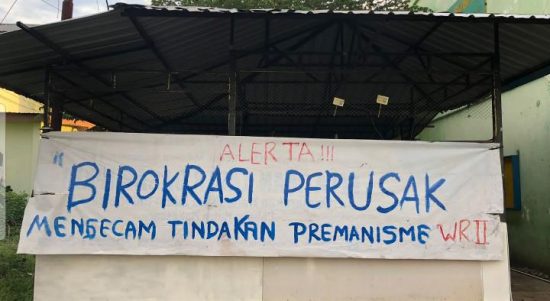 ALERTA!!!
"BIROKRASI PERUSAK
MENGECAM TINDAKAN PREMANISME WR II